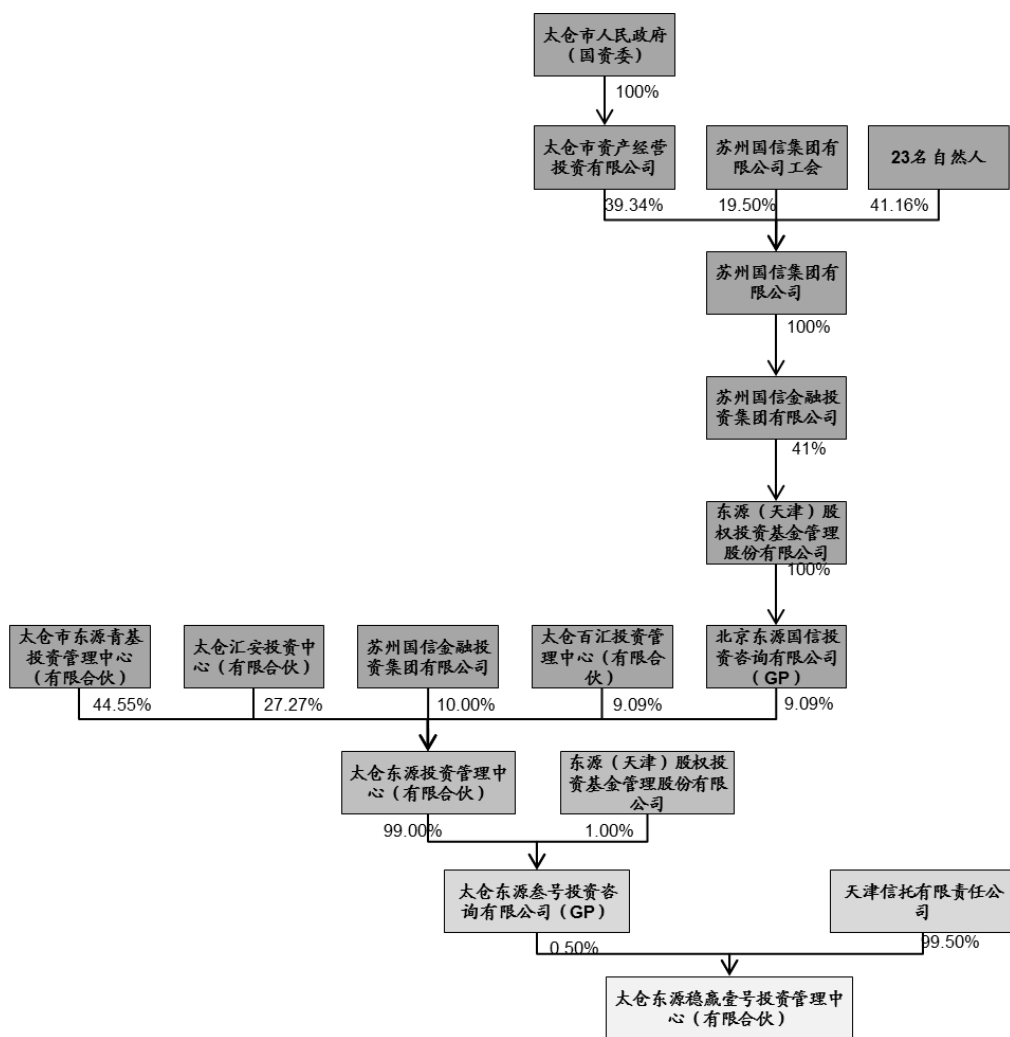 太仓市人民政府
（国资委）
100%
太仓市资产经营
投资有限公司
苏州国信集团有
限公司工会
23名自然人
39.34%
19.50%
41.16%
苏州国信集团有
限公司
100%
苏州国信金融投
资集团有限公司
41%
东源（天津）股
权投资基金管理
股份有限公司
100%
太仓市东源青基
投资管理中心
（有限合伙）
太仓汇安投资中
心（有限合伙）
苏州国信金融投
资集团有限公司
太仓百汇投资管
理中心（有限合
伙）
北京东源国信投
资咨询有限公司
（GP）
44.55%
27.27%
10.00%
9.09%
9.09%
太仓东源投资管理中
心（有限合伙）
东源（天津）股权投
资基金管理股份有限
公司
99.00%
1.00%
太仓东源叁号投资咨
询有限公司（GP）
天津信托有限责任公
司
0.50%
99.50%
太仓东源稳赢壹号投资管理中
心（有限合伙）